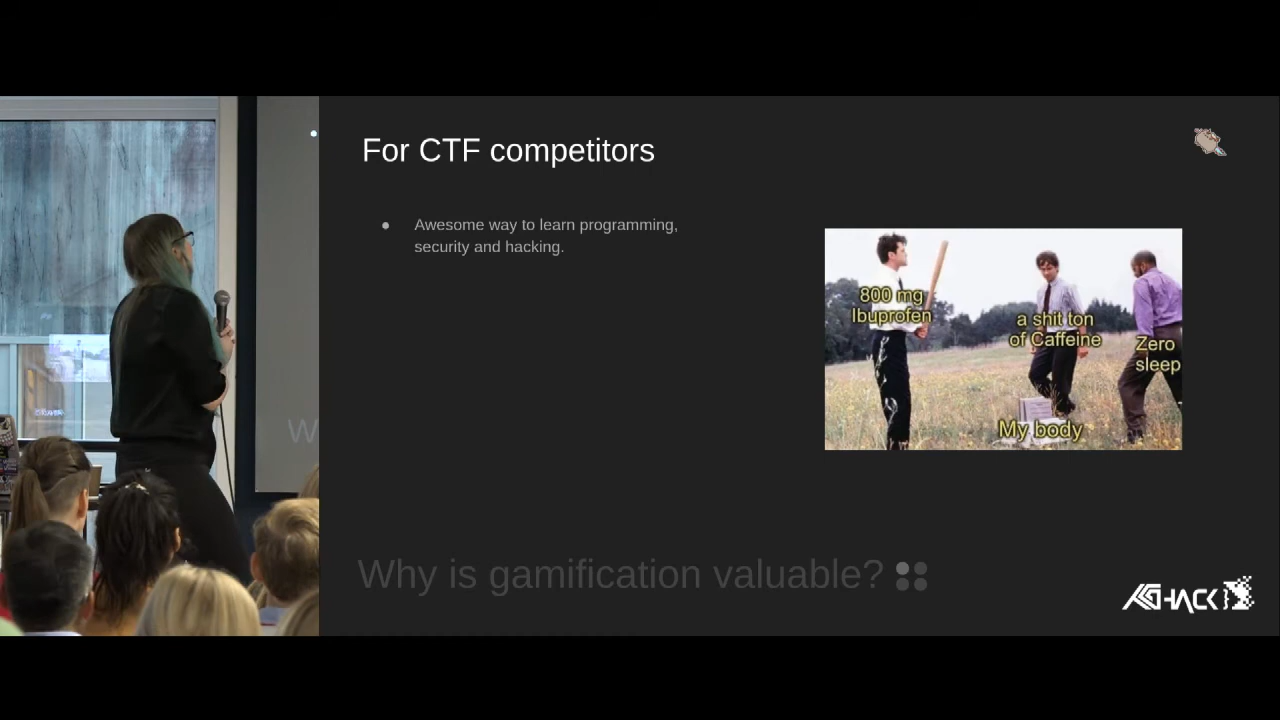 For CTF competitors
Awesome way to learn programming,
security and hacking.
800 mg
Ibuprofen
a shit ton
of Caffeine
Zero
sleep
My body
W
Why is gamification valuable?
HACK